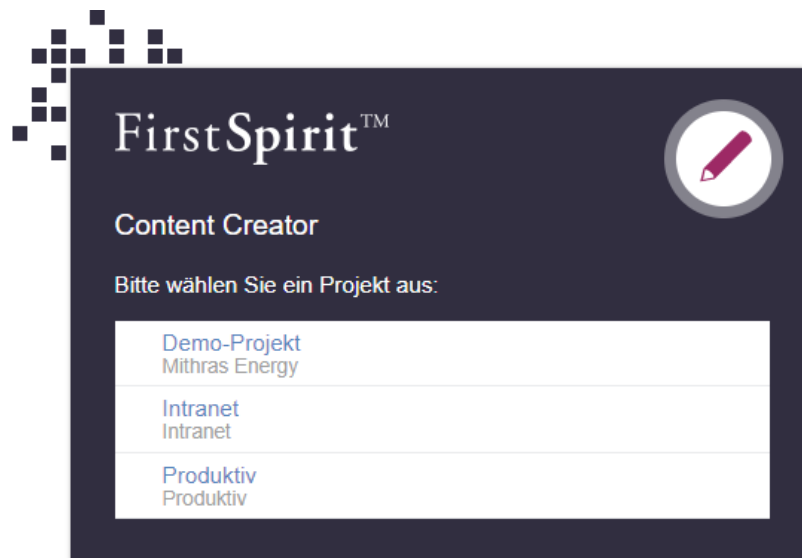 FirstSpirit™
Content Creator
Bitte wählen Sie ein Projekt aus:
Demo-Projekt
Mithras Energy
Intranet
Intranet
Produktiv
Produktiv